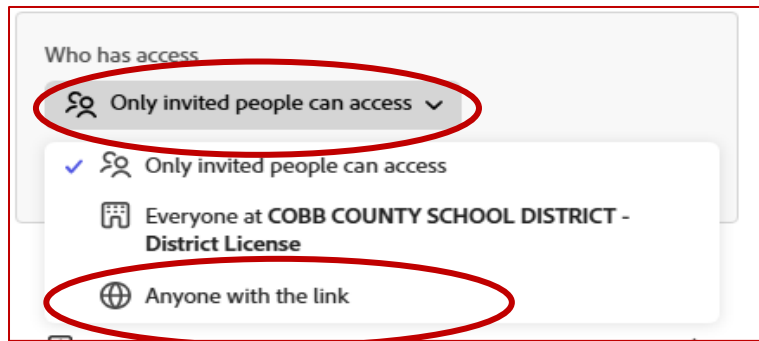 Who has access
Only invited people can access
Only invited people can access
Everyone at COBB COUNTY SCHOOL DISTRICT -
District License
Anyone with the link